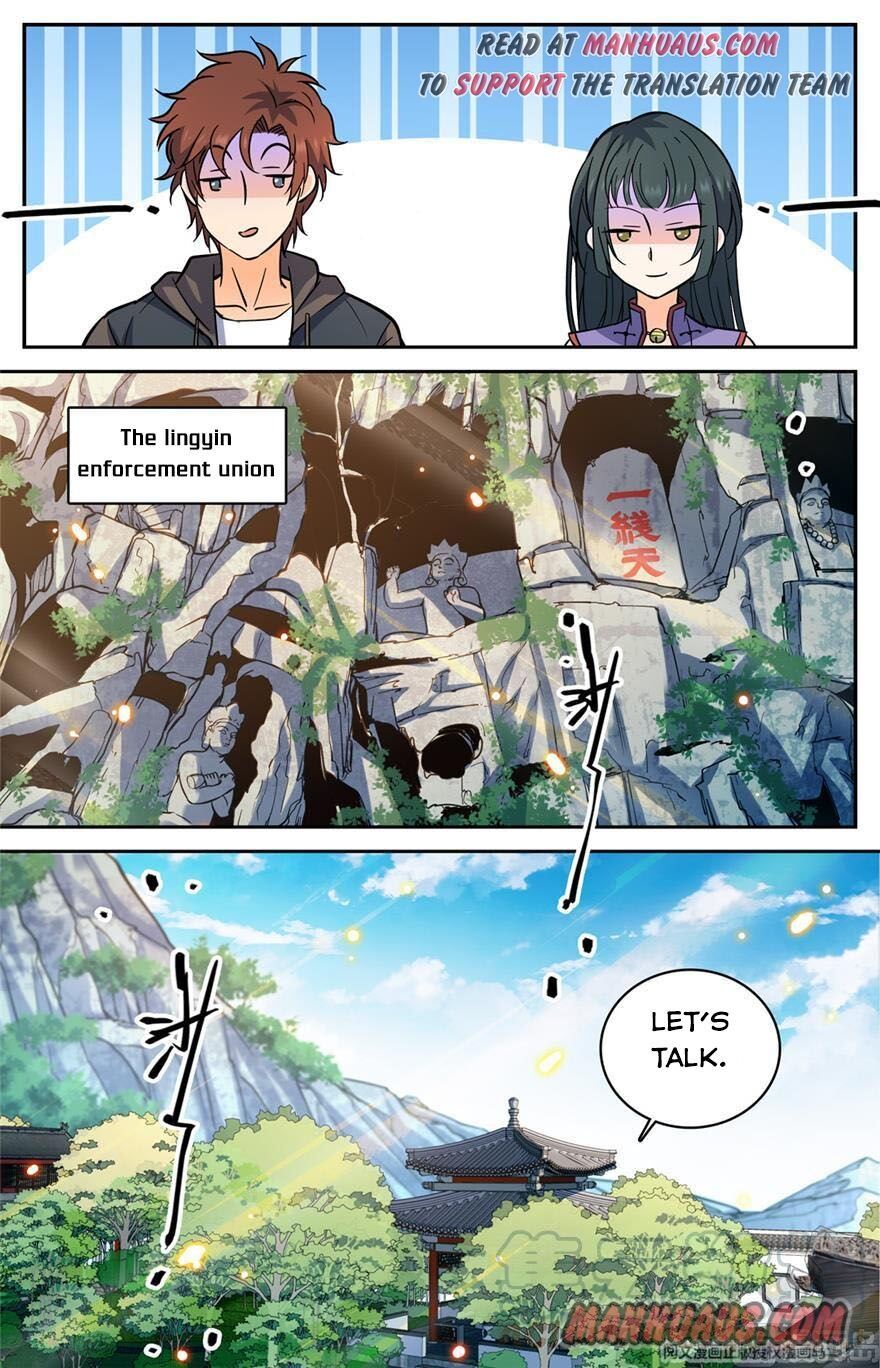 READ AT MANHUAUS.COM
TO SUPPORT THE TRANSLATION TEAM
The lingyin
enforcement union
一綫天
LET'S
TALK.
MANHUAUS.COM